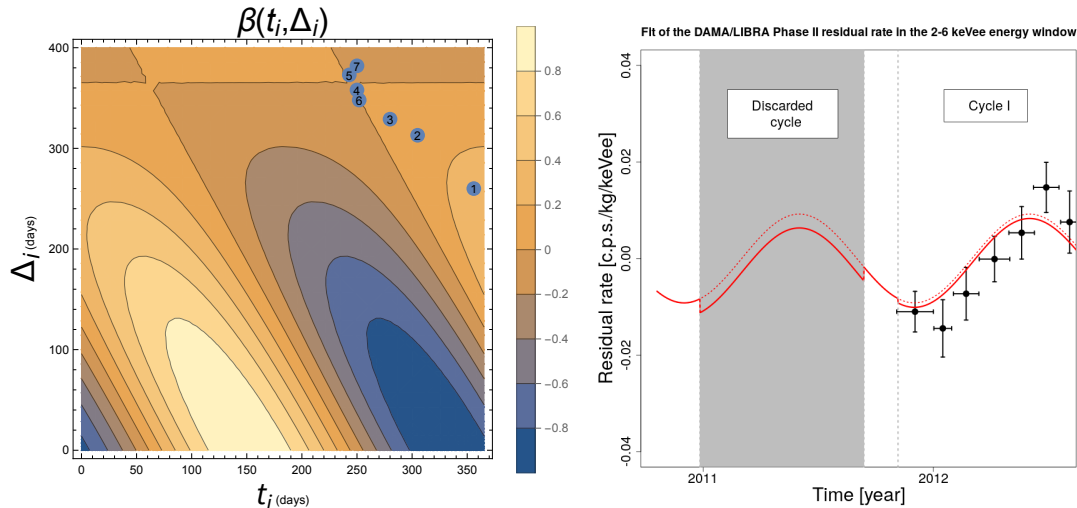 β(tᵢ,Δᵢ)
400
300
200
100
0
Δᵢ (days)
0 50 100 150 200 250 300 350
tᵢ (days)
7
5
4
6
3
2
1
0.8
0.6
0.4
0.2
0
−0.2
−0.4
−0.6
−0.8
Fit of the DAMA/LIBRA Phase II residual rate in the 2-6 keVee energy window
Residual rate [c.p.s./kg/keVee]
0.04
0.02
0.00
-0.02
-0.04
Discarded
cycle
Cycle I
2011 2012
Time [year]